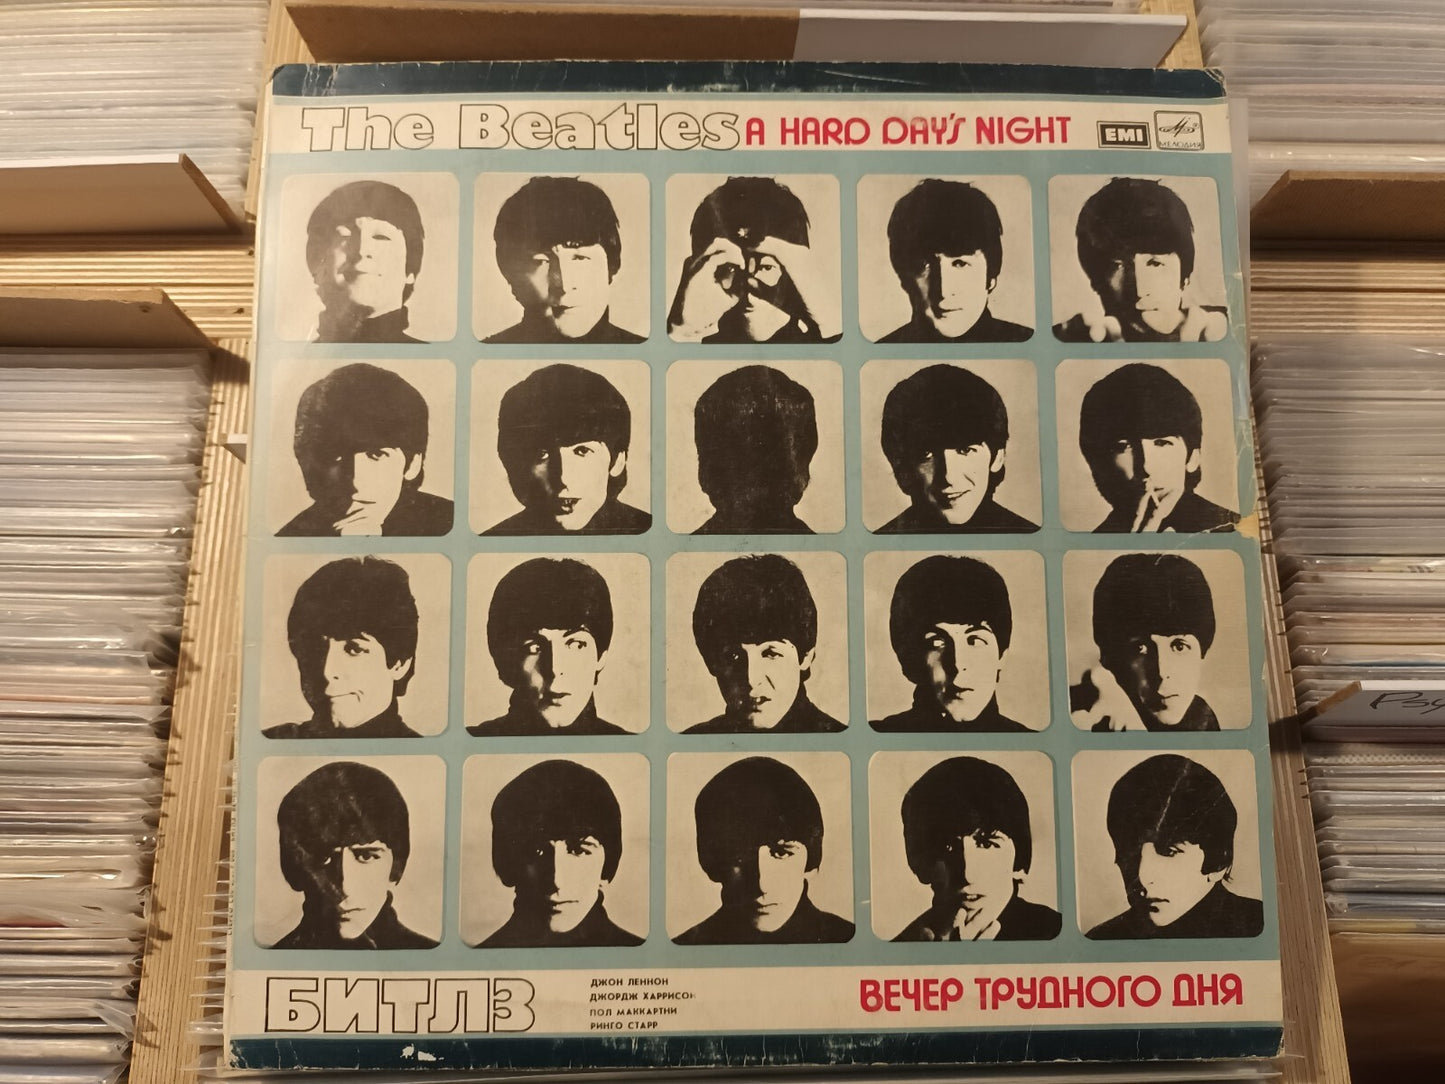 The Beatles A HARD DAY'S NIGHT EMI МЕЛОДИЯ
БИТЛЗ
ДЖОН ЛЕННОН
ДЖОРДЖ ХАРРИСОН
ПОЛ МАККАРТНИ
РИНГО СТАРР
ВЕЧЕР ТРУДНОГО ДНЯ